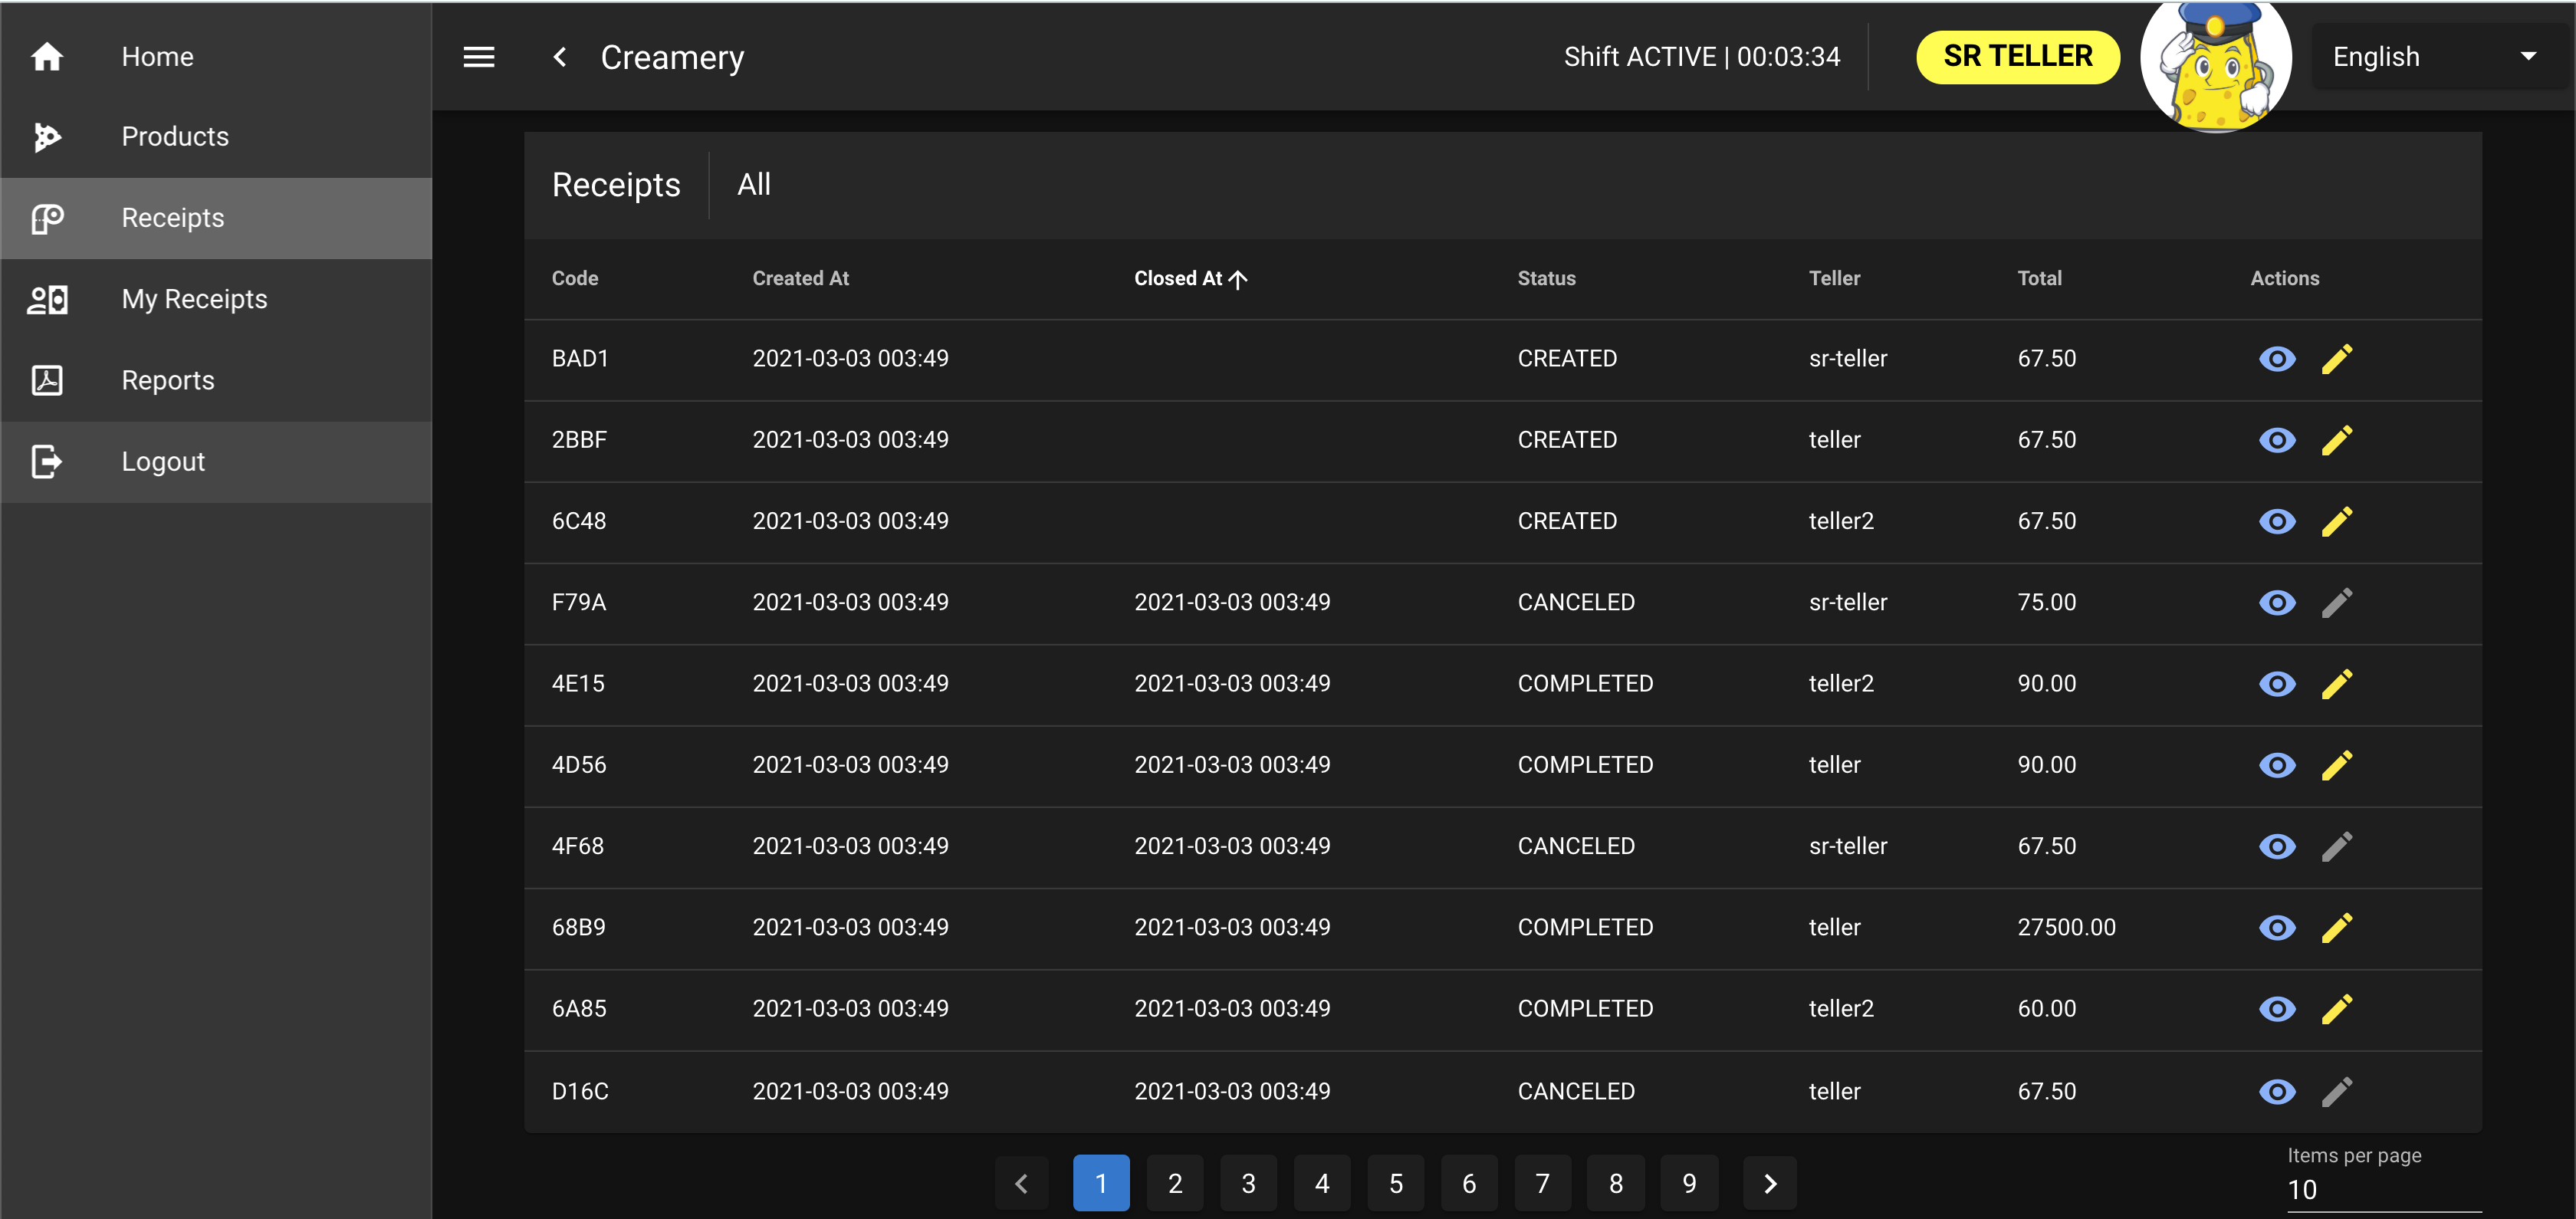 Home
Products
Receipts
My Receipts
Reports
Logout
Creamery
Shift ACTIVE | 00:03:34
SR TELLER
English
Receipts All
Code Created At Closed At Status Teller Total Actions
BAD1 2021-03-03 003:49 CREATED sr-teller 67.50
2BBF 2021-03-03 003:49 CREATED teller 67.50
6C48 2021-03-03 003:49 CREATED teller2 67.50
F79A 2021-03-03 003:49 2021-03-03 003:49 CANCELED sr-teller 75.00
4E15 2021-03-03 003:49 2021-03-03 003:49 COMPLETED teller2 90.00
4D56 2021-03-03 003:49 2021-03-03 003:49 COMPLETED teller 90.00
4F68 2021-03-03 003:49 2021-03-03 003:49 CANCELED sr-teller 67.50
68B9 2021-03-03 003:49 2021-03-03 003:49 COMPLETED teller 27500.00
6A85 2021-03-03 003:49 2021-03-03 003:49 COMPLETED teller2 60.00
D16C 2021-03-03 003:49 2021-03-03 003:49 CANCELED teller 67.50
1 2 3 4 5 6 7 8 9
Items per page
10